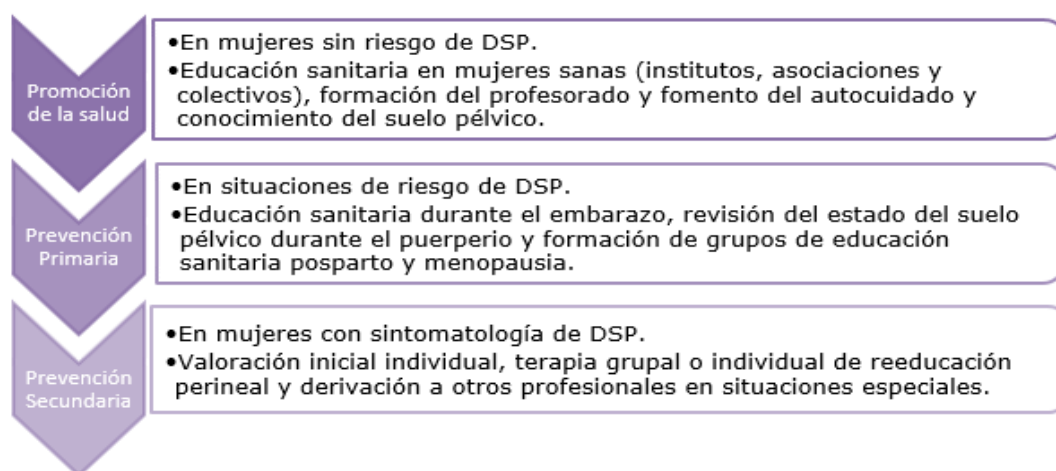 Promoción
de la salud
•En mujeres sin riesgo de DSP.
•Educación sanitaria en mujeres sanas (institutos, asociaciones y
colectivos), formación del profesorado y fomento del autocuidado y
conocimiento del suelo pélvico.
Prevención
Primaria
•En situaciones de riesgo de DSP.
•Educación sanitaria durante el embarazo, revisión del estado del suelo
pélvico durante el puerperio y formación de grupos de educación
sanitaria posparto y menopausia.
Prevención
Secundaria
•En mujeres con sintomatología de DSP.
•Valoración inicial individual, terapia grupal o individual de reeducación
perineal y derivación a otros profesionales en situaciones especiales.